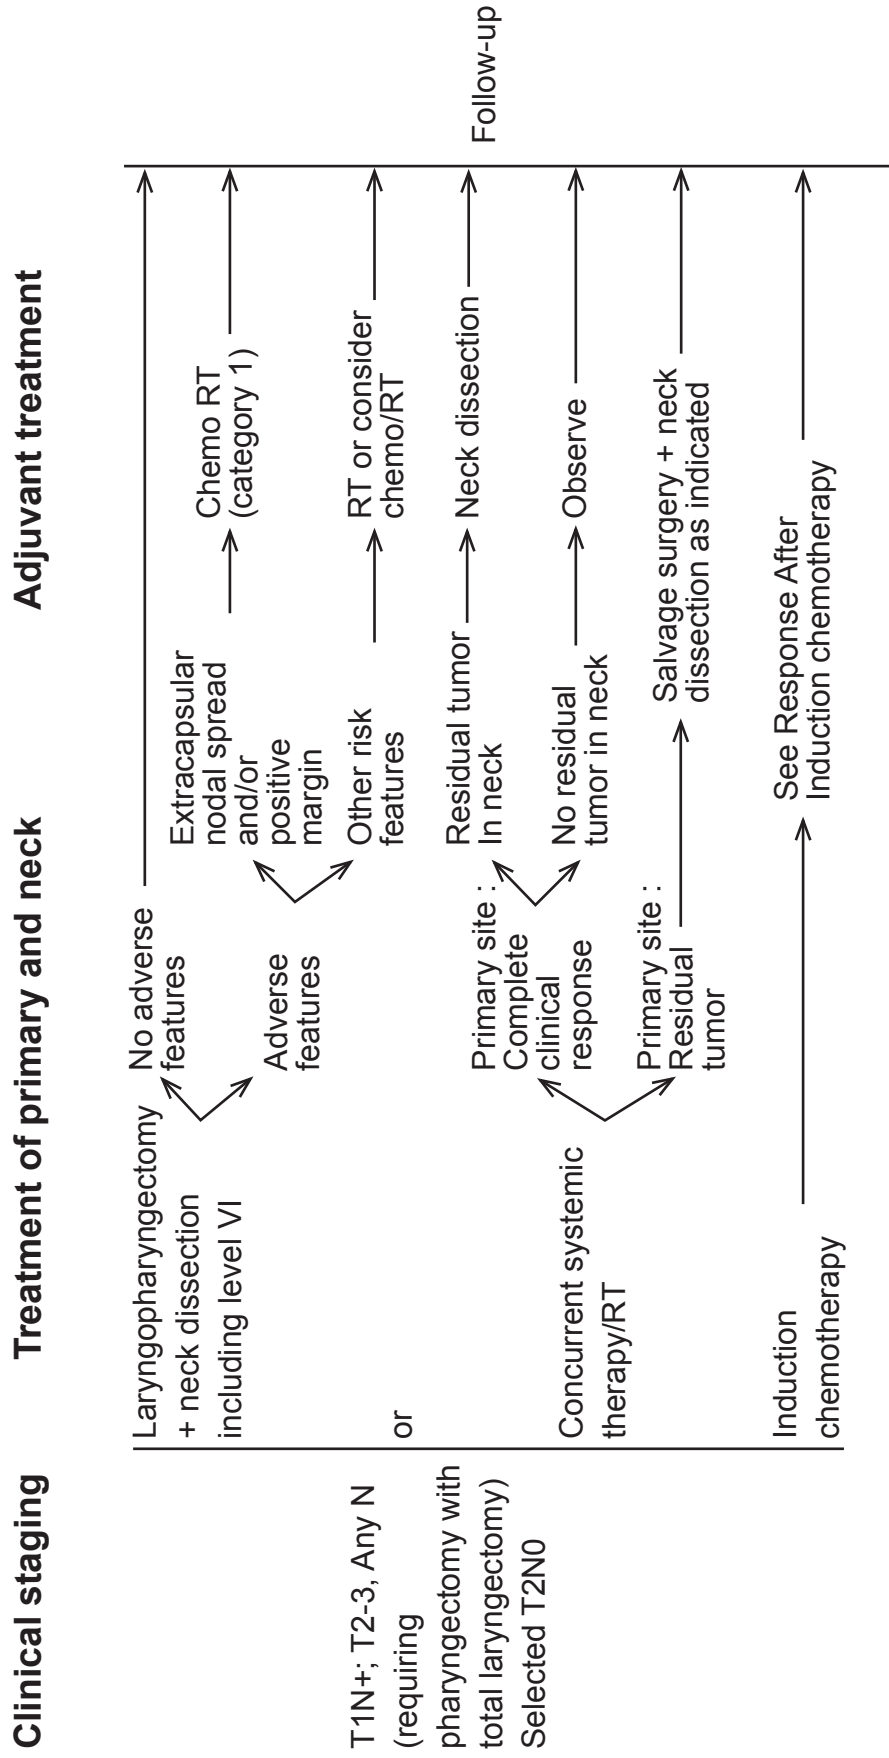 Clinical staging
Treatment of primary and neck
Adjuvant treatment
T1N+; T2-3, Any N
(requiring
pharyngectomy with
total laryngectomy)
Selected T2N0
Laryngopharyngectomy
+ neck dissection
including level VI
or
Concurrent systemic
therapy/RT
Induction
chemotherapy
No adverse
features
Adverse
features
Primary site :
Complete
clinical
response
Primary site :
Residual
tumor
Extracapsular
nodal spread
and/or
positive
margin
Other risk
features
Residual tumor
In neck
No residual
tumor in neck
Chemo RT
(category 1)
RT or consider
chemo/RT
Neck dissection
Observe
Salvage surgery + neck
dissection as indicated
See Response After
Induction chemotherapy
Follow-up